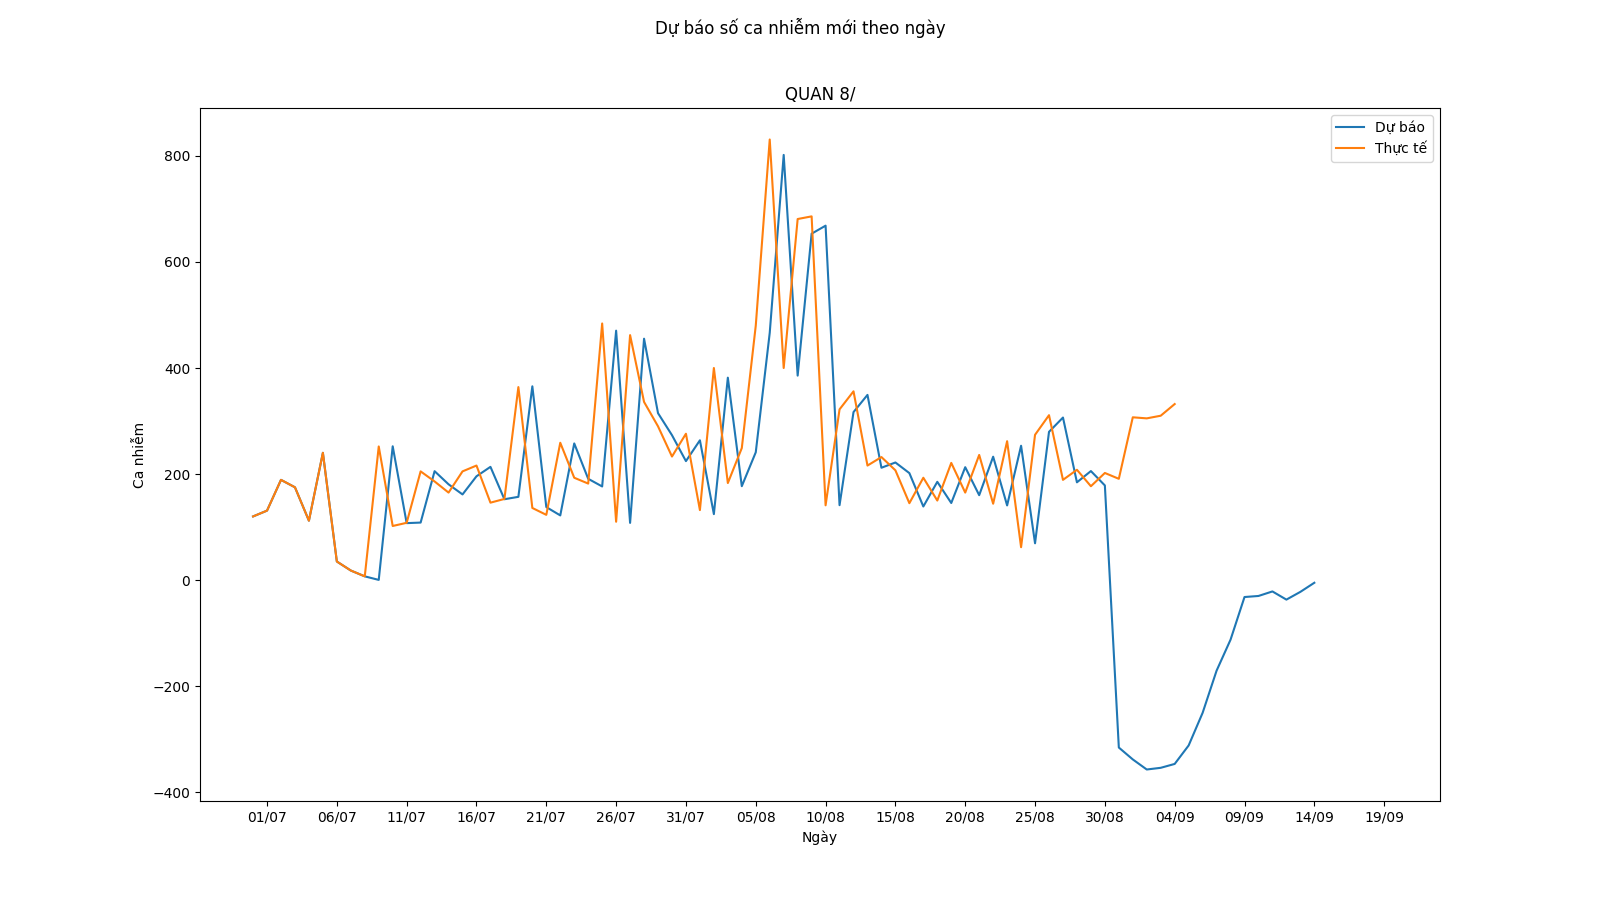 Dự báo số ca nhiễm mới theo ngày
QUAN 8/
Dự báo
Thực tế
800
600
400
200
0
−200
−400
Ca nhiễm
01/07 06/07 11/07 16/07 21/07 26/07 31/07 05/08 10/08 15/08 20/08 25/08 30/08 04/09 09/09 14/09 19/09
Ngày